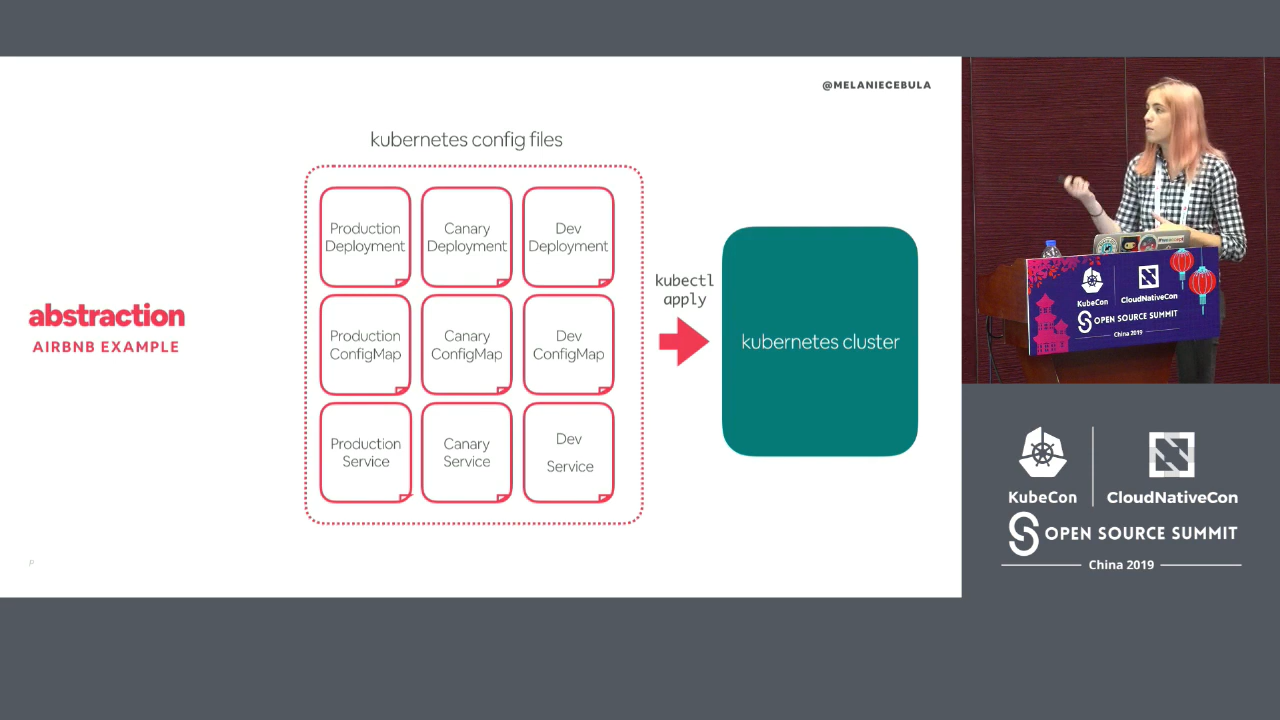 @MELANIECEBULA
kubernetes config files
Production
Deployment
Canary
Deployment
Dev
Deployment
Production
ConfigMap
Canary
ConfigMap
Dev
ConfigMap
Production
Service
Canary
Service
Dev
Service
kubectl
apply
kubernetes cluster
abstraction
AIRBNB EXAMPLE
KubeCon
CloudNativeCon
OPEN SOURCE SUMMIT
China 2019
KubeCon
CloudNativeCon
OPEN SOURCE SUMMIT
China 2019